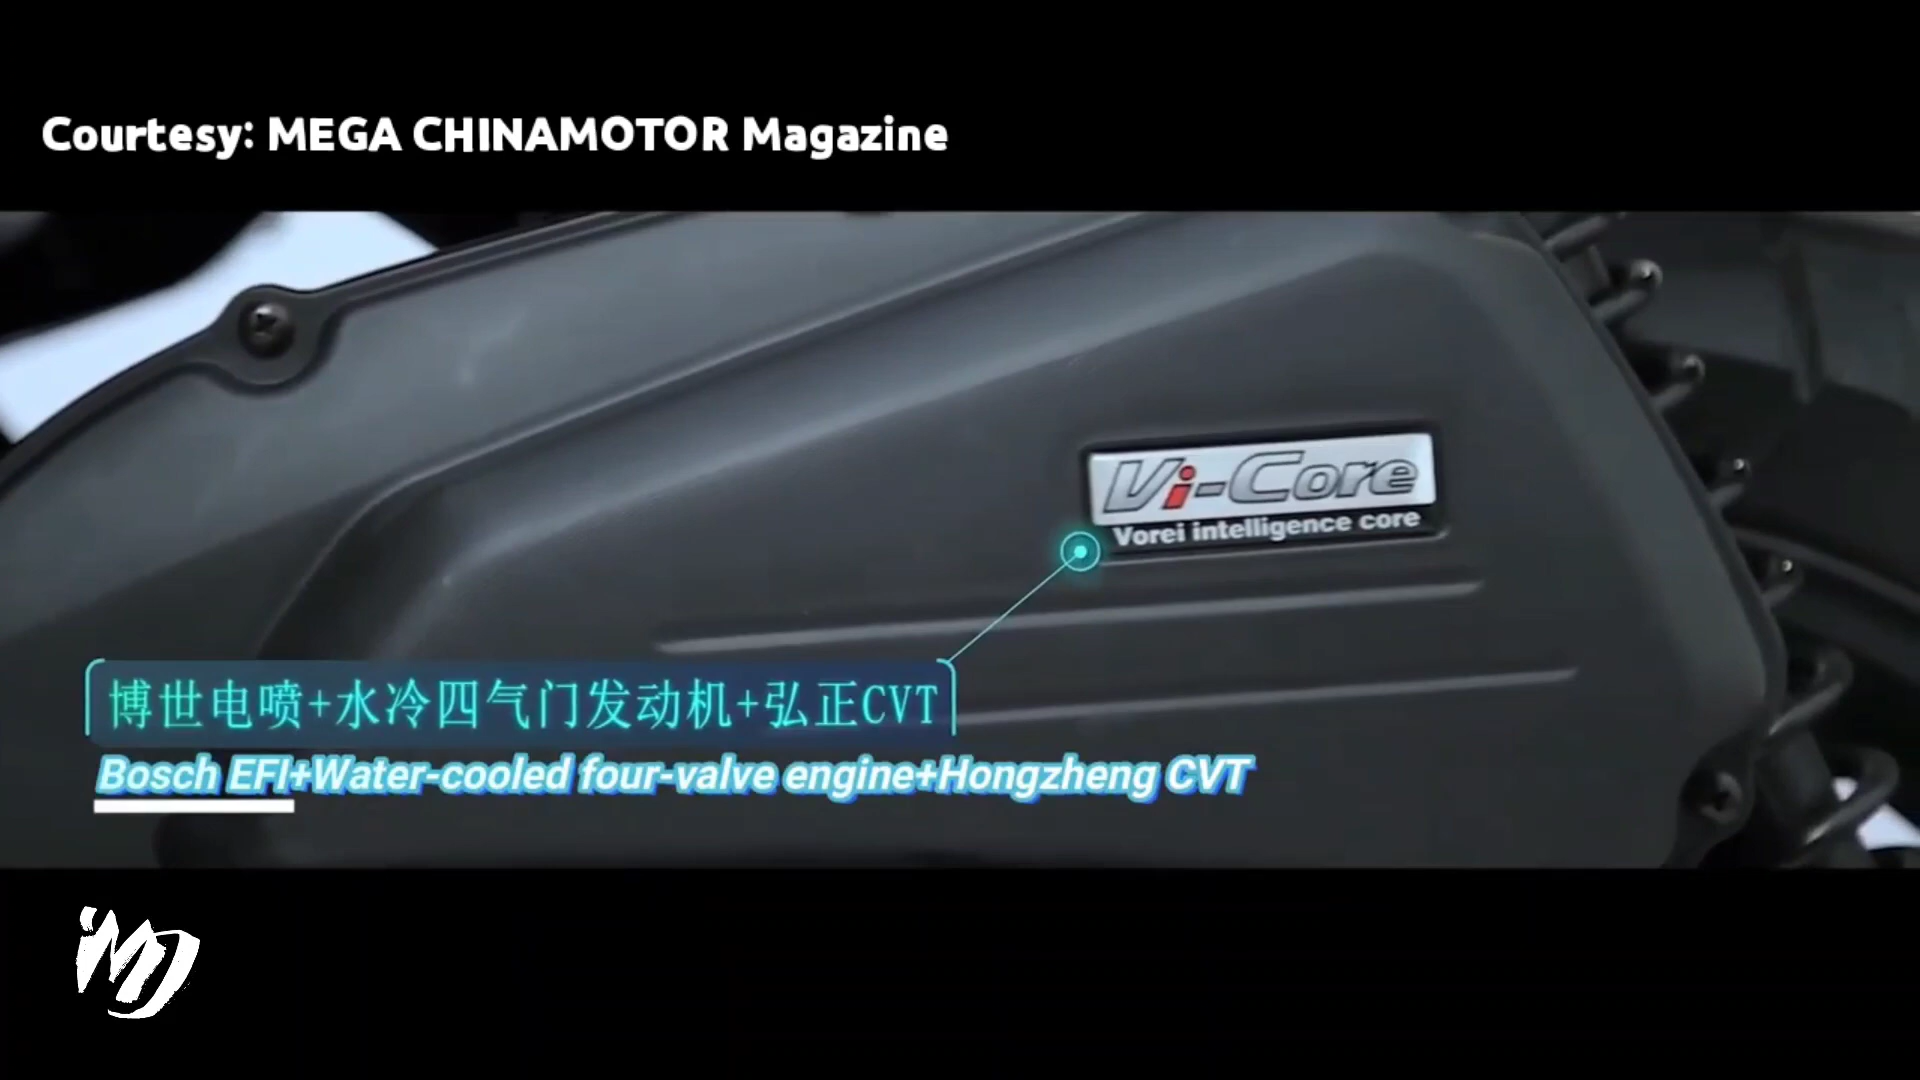 Courtesy: MEGA CHINAMOTOR Magazine
Vi-Core
Vorei intelligence core
博世电喷+水冷四气门发动机+弘正CVT
Bosch EFI+Water-cooled four-valve engine+Hongzheng CVT
iMD